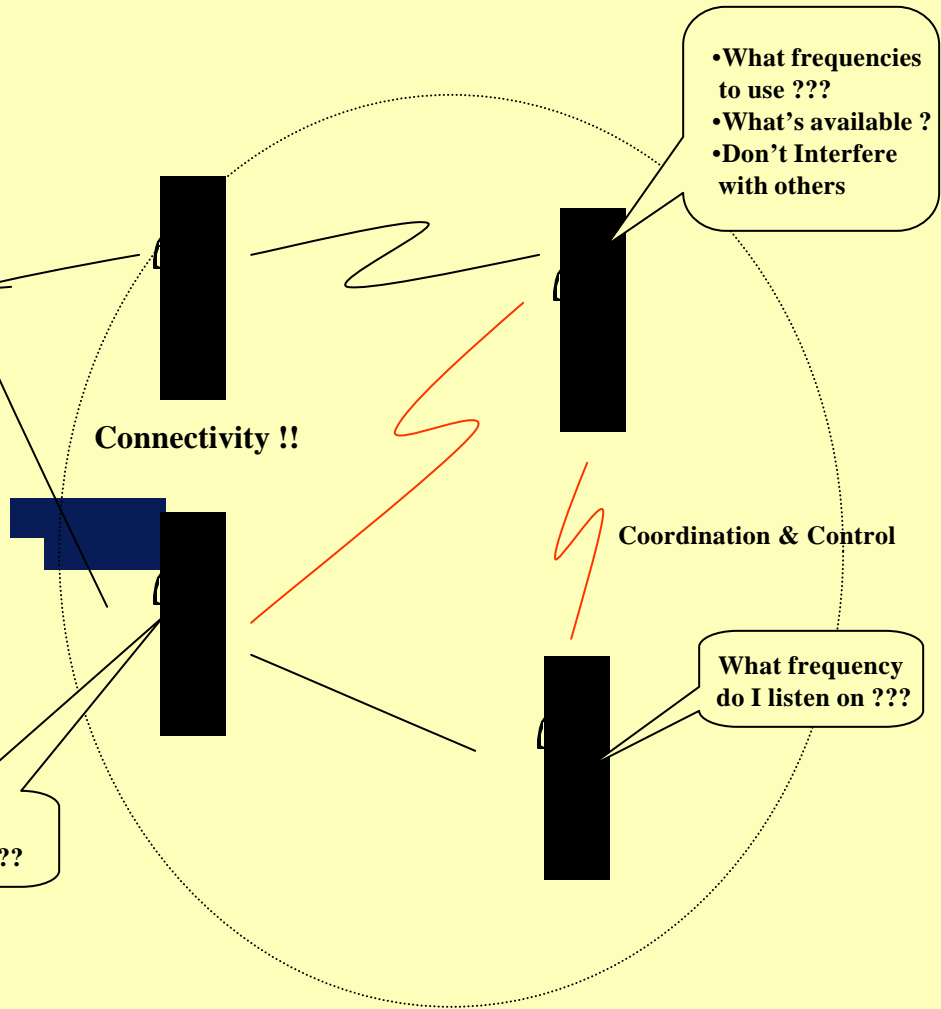 •What frequencies
to use ???
•What's available ?
•Don't Interfere
with others
Connectivity !!
Coordination & Control
What frequency
do I listen on ???
??